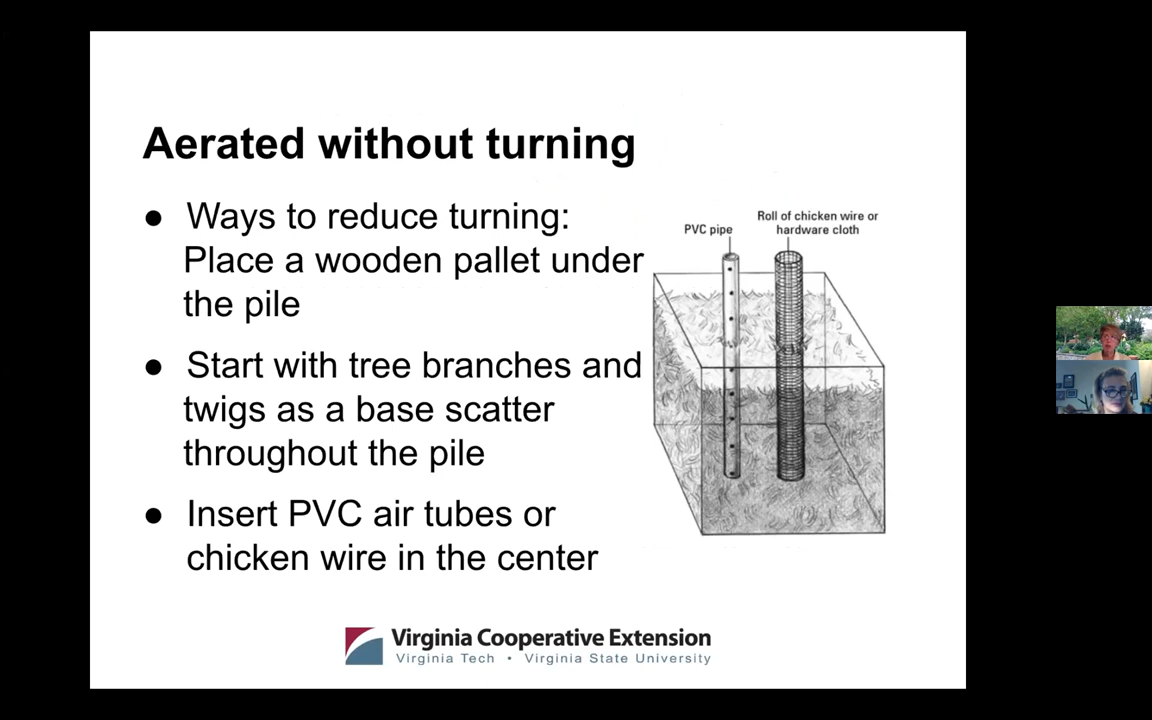 Aerated without turning
● Ways to reduce turning:
Place a wooden pallet under
the pile
● Start with tree branches and
twigs as a base scatter
throughout the pile
● Insert PVC air tubes or
chicken wire in the center
PVC pipe
Roll of chicken wire or
hardware cloth
Virginia Cooperative Extension
Virginia Tech • Virginia State University